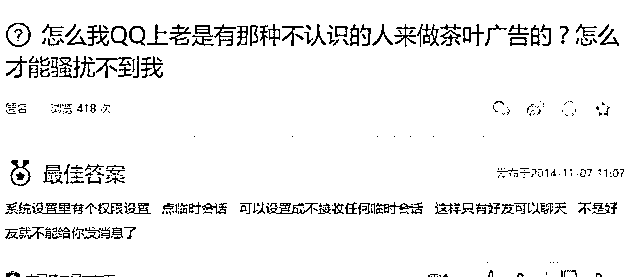 怎么我QQ上老是有那种不认识的人来做茶叶广告的？怎么
才能骚扰不到我
匿名 浏览 418 次
最佳答案
发布于2014-11-07 11:07
系统设置里有个权限设置 点临时会话 可以设置成不接收任何临时会话 这样只有好友可以聊天 不是好
友就不能给你发消息了